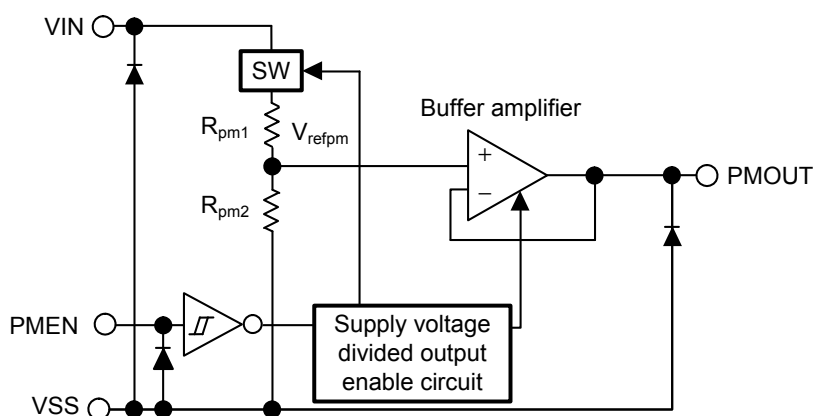 VIN
SW
Buffer amplifier
Rpm1
Vrefpm
+
−
PMOUT
Rpm2
PMEN
Supply voltage
divided output
enable circuit
VSS